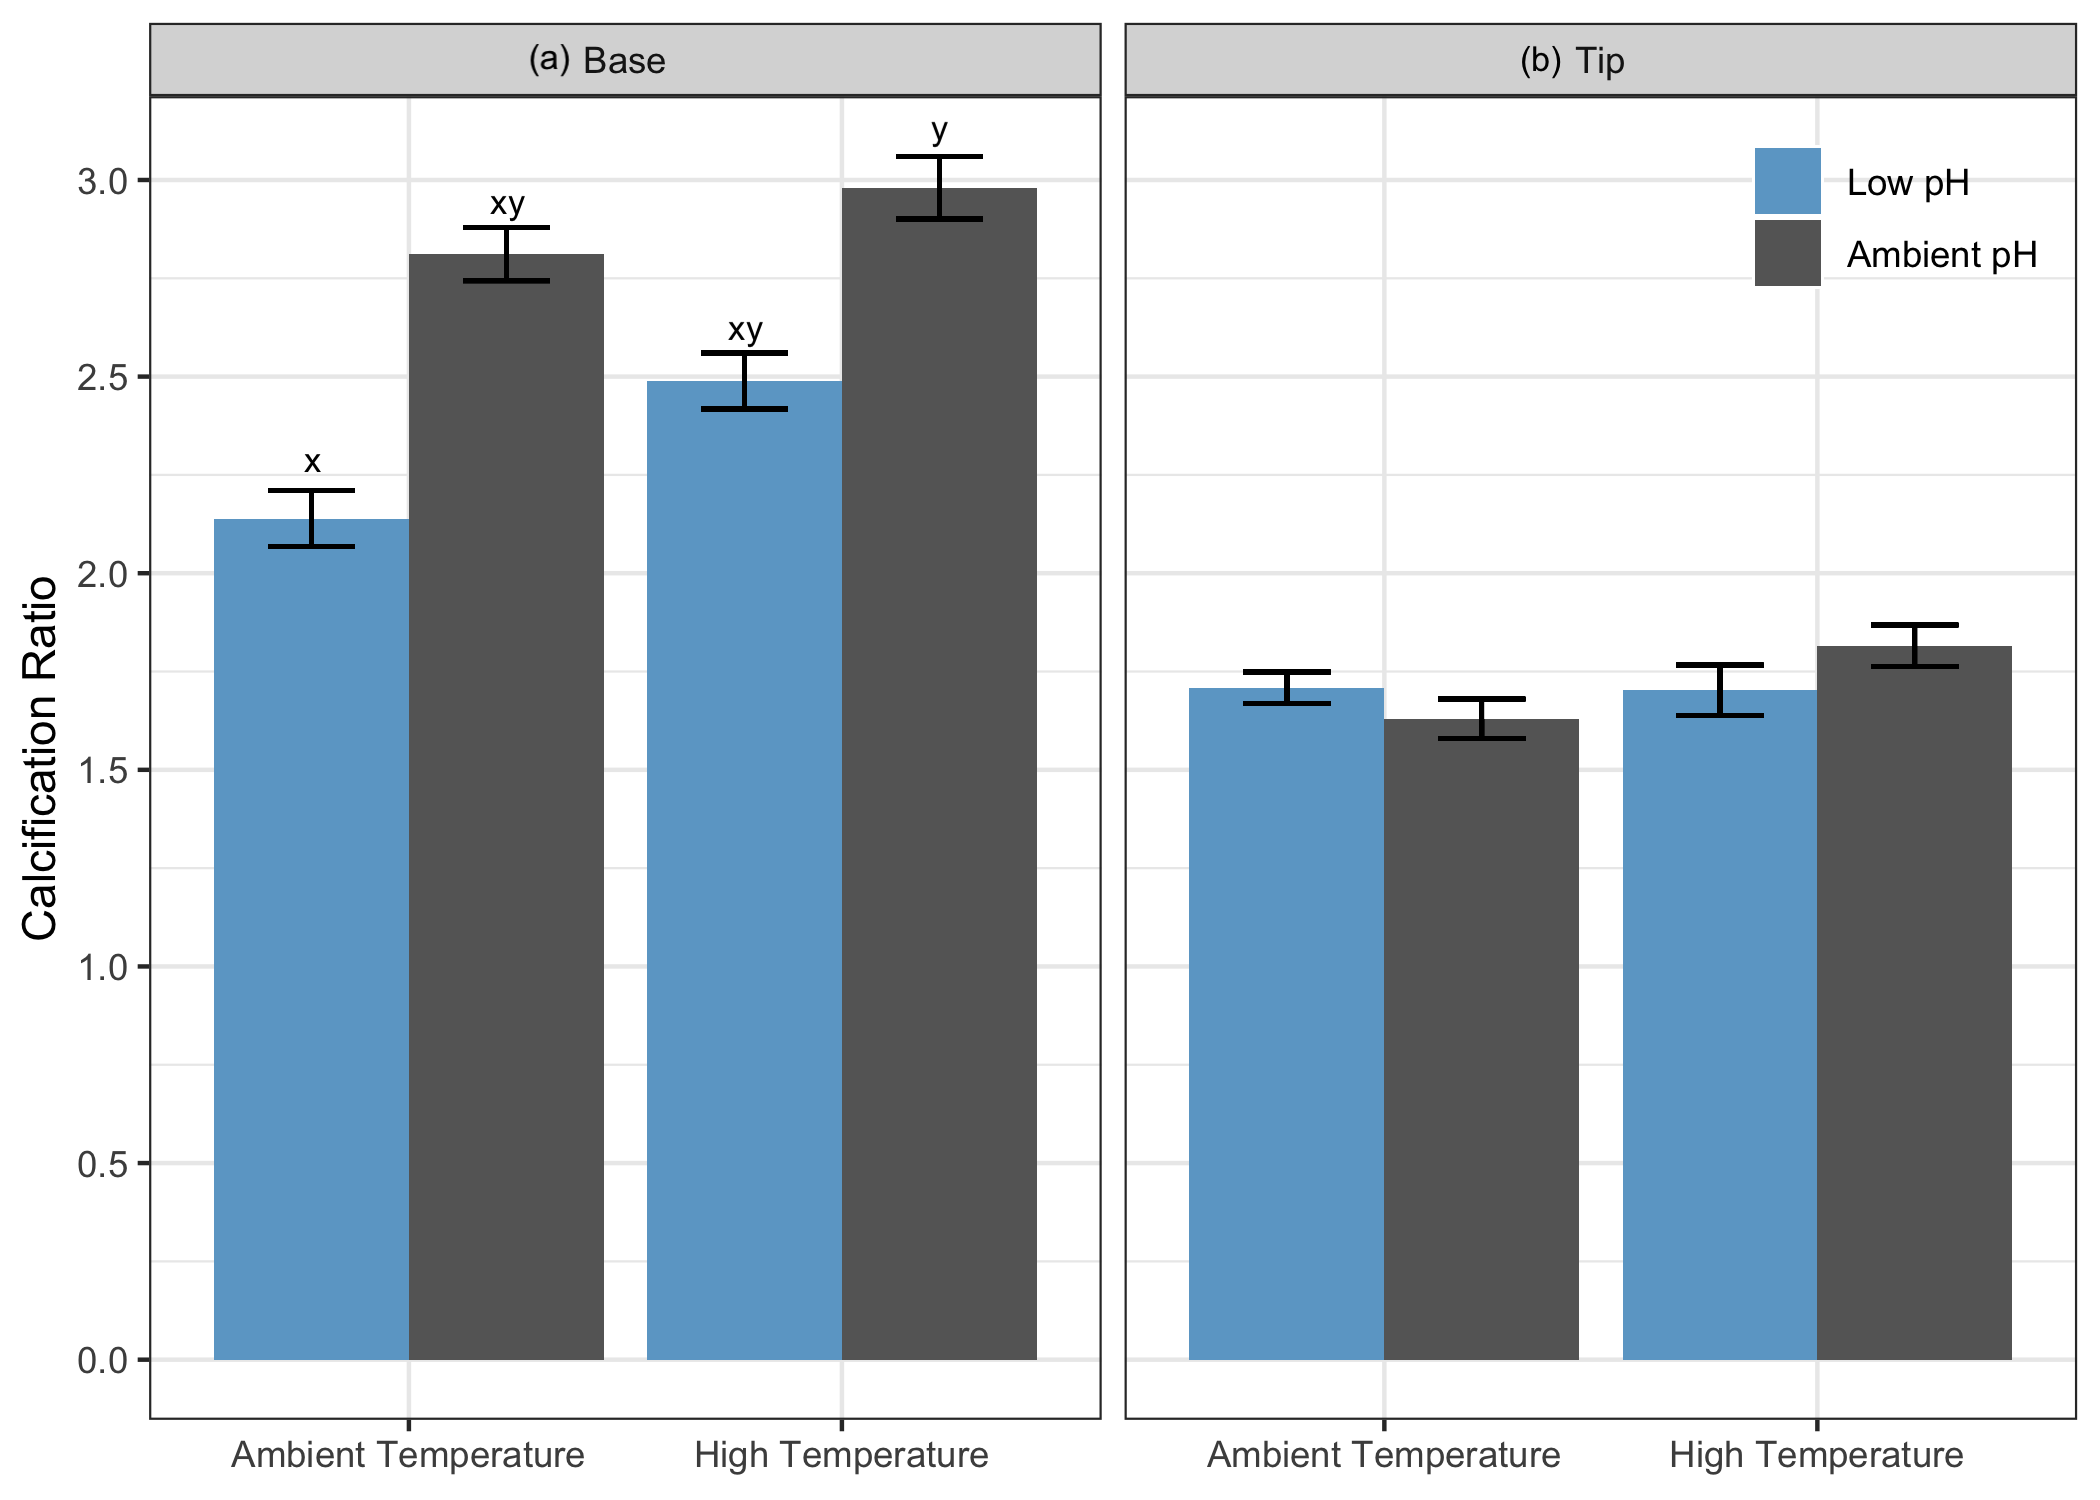 (a) Base
(b) Tip
y
xy
xy
x
Low pH
Ambient pH
3.0
2.5
2.0
1.5
1.0
0.5
0.0
Calcification Ratio
Ambient Temperature
High Temperature
Ambient Temperature
High Temperature